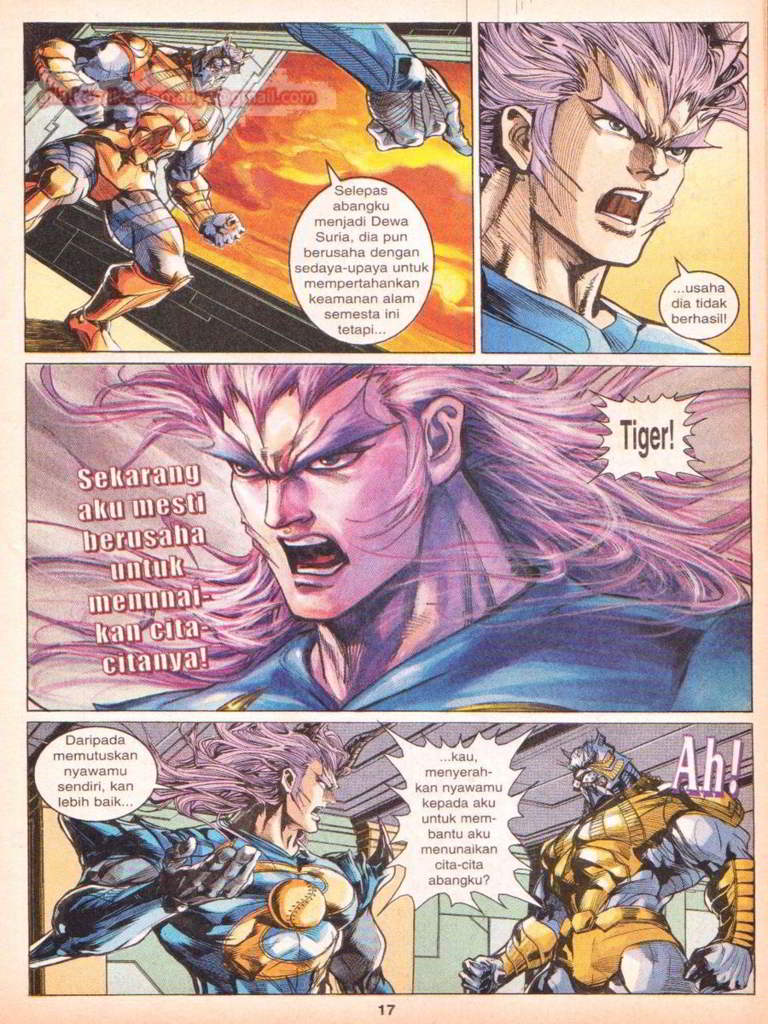 Selepas
abangku
menjadi Dewa
Suria, dia pun
berusaha dengan
sedaya-upaya untuk
mempertahankan
keamanan alam
semesta ini
tetapi...
...usaha
dia tidak
berhasil!
Tiger!
Sekarang
aku mesti
berusaha
untuk
menunai-
kan cita-
citanya!
Daripada
memutuskan
nyawamu
sendiri, kan
lebih baik...
...kau,
menyerah-
kan nyawamu
kepada aku
untuk mem-
bantu aku
menunaikan
cita-cita
abangku?
Ah!
17